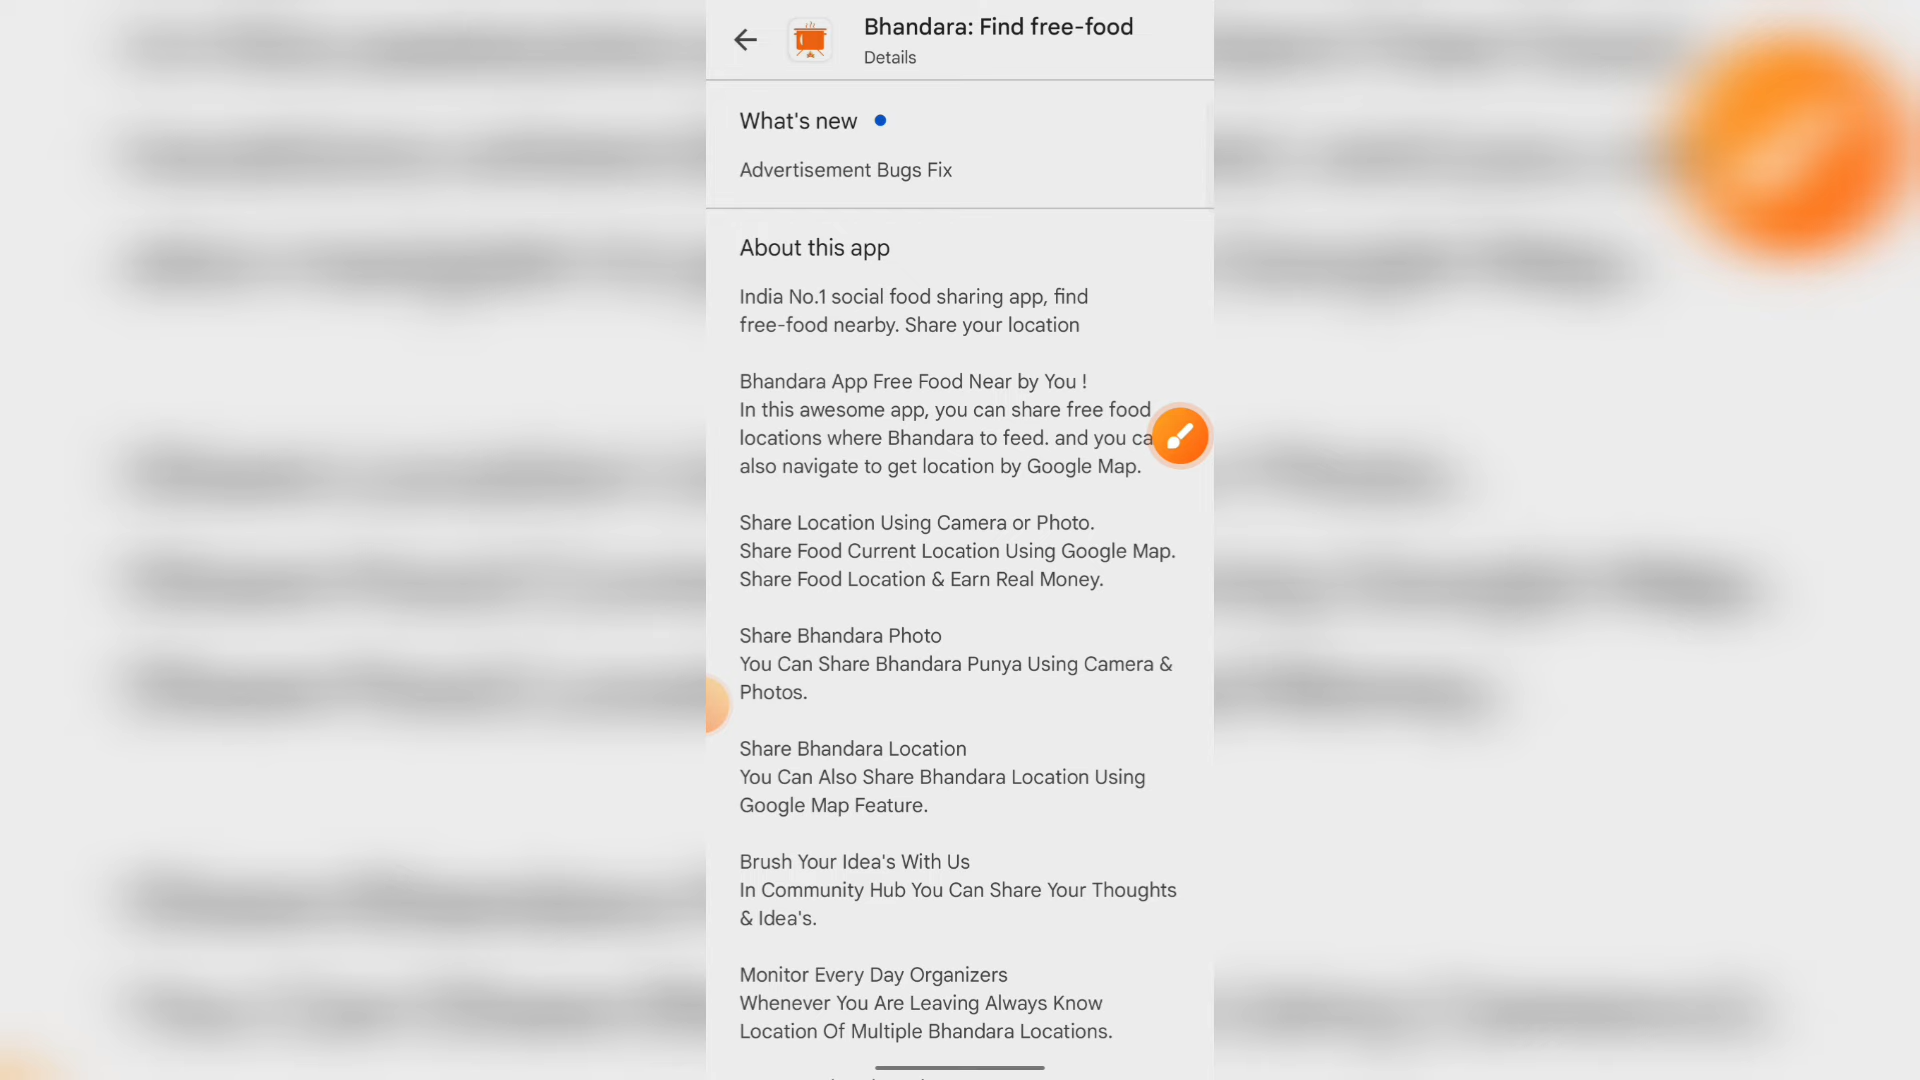 Bhandara: Find free-food
Details
What's new
Advertisement Bugs Fix
About this app
India No.1 social food sharing app, find
free-food nearby. Share your location
Bhandara App Free Food Near by You !
In this awesome app, you can share free food
locations where Bhandara to feed. and you ca
also navigate to get location by Google Map.
Share Location Using Camera or Photo.
Share Food Current Location Using Google Map.
Share Food Location & Earn Real Money.
Share Bhandara Photo
You Can Share Bhandara Punya Using Camera &
Photos.
Share Bhandara Location
You Can Also Share Bhandara Location Using
Google Map Feature.
Brush Your Idea's With Us
In Community Hub You Can Share Your Thoughts
& Idea's.
Monitor Every Day Organizers
Whenever You Are Leaving Always Know
Location Of Multiple Bhandara Locations.